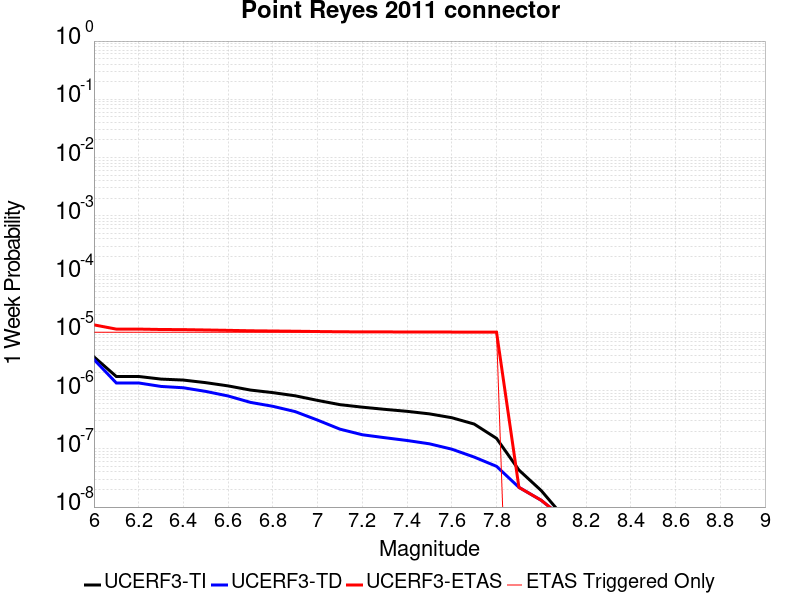 Point Reyes 2011 connector
10^0
10^-1
10^-2
10^-3
10^-4
10^-5
10^-6
10^-7
10^-8
1 Week Probability
6 6.2 6.4 6.6 6.8 7 7.2 7.4 7.6 7.8 8 8.2 8.4 8.6 8.8 9
Magnitude
UCERF3-TI UCERF3-TD UCERF3-ETAS ETAS Triggered Only